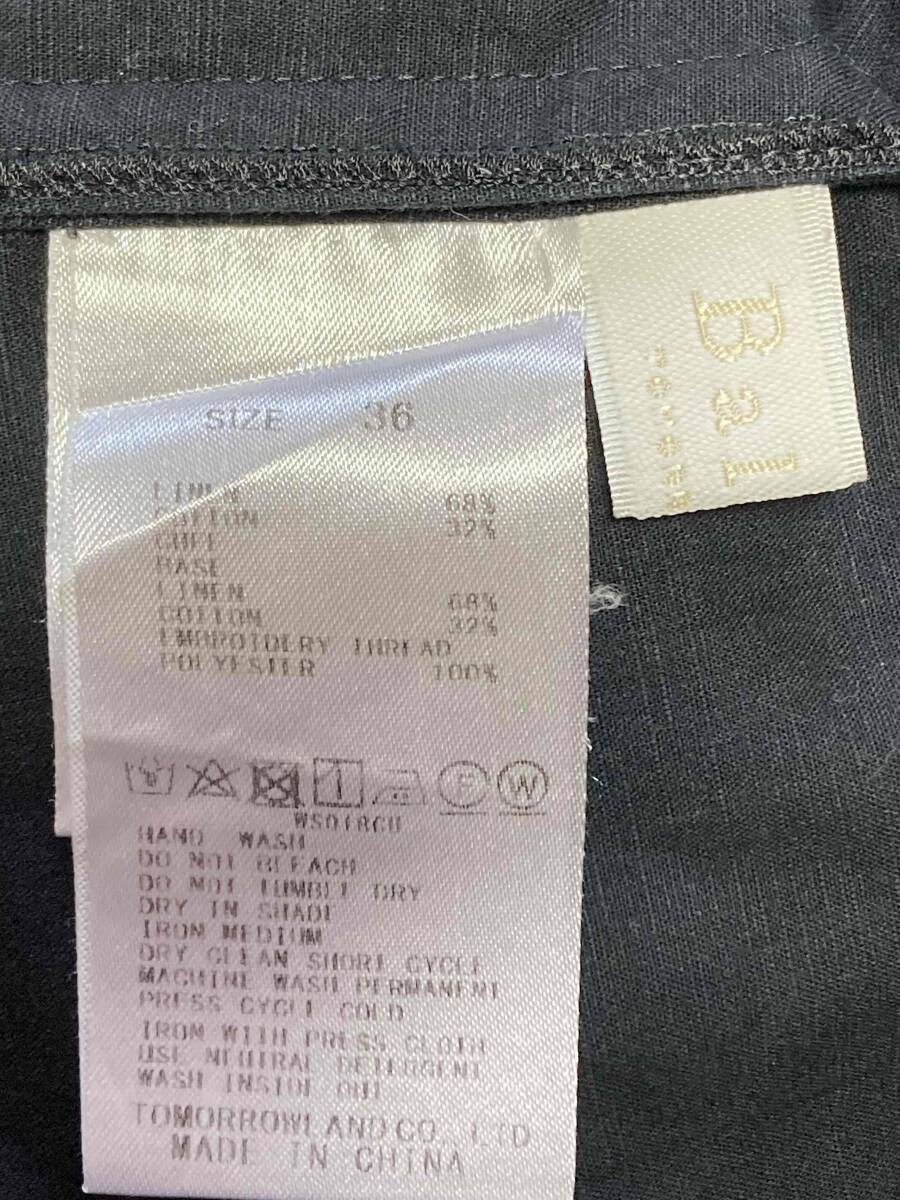 SIZE 36
LINEN 68%
COTTON 32%
CUFF
BASE
LINEN 68%
COTTON 32%
EMBROIDERY THREAD
POLYESTER 100%
F W
HAND WASH
DO NOT BLEACH
DO NOT TUMBLE DRY
DRY IN SHADE
IRON MEDIUM
DRY CLEAN SHORT CYCLE
MACHINE WASH PERMANENT
PRESS CYCLE COLD
IRON WITH PRESS CLOTH
USE NEUTRAL DETERGENT
WASH INSIDE OUT
TOMORROWLAND CO., LTD
MADE IN CHINA
Bal